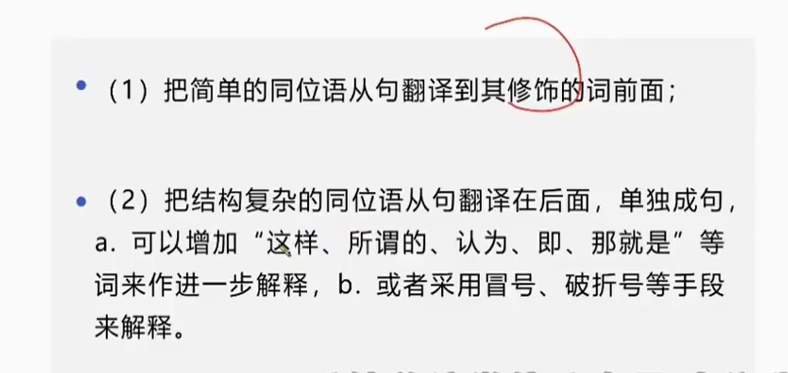 （1）把简单的同位语从句翻译到其修饰的词前面；
（2）把结构复杂的同位语从句翻译在后面，单独成句，
a. 可以增加“这样、所谓的、认为、即、那就是”等
词来作进一步解释，b. 或者采用冒号、破折号等手段
来解释。